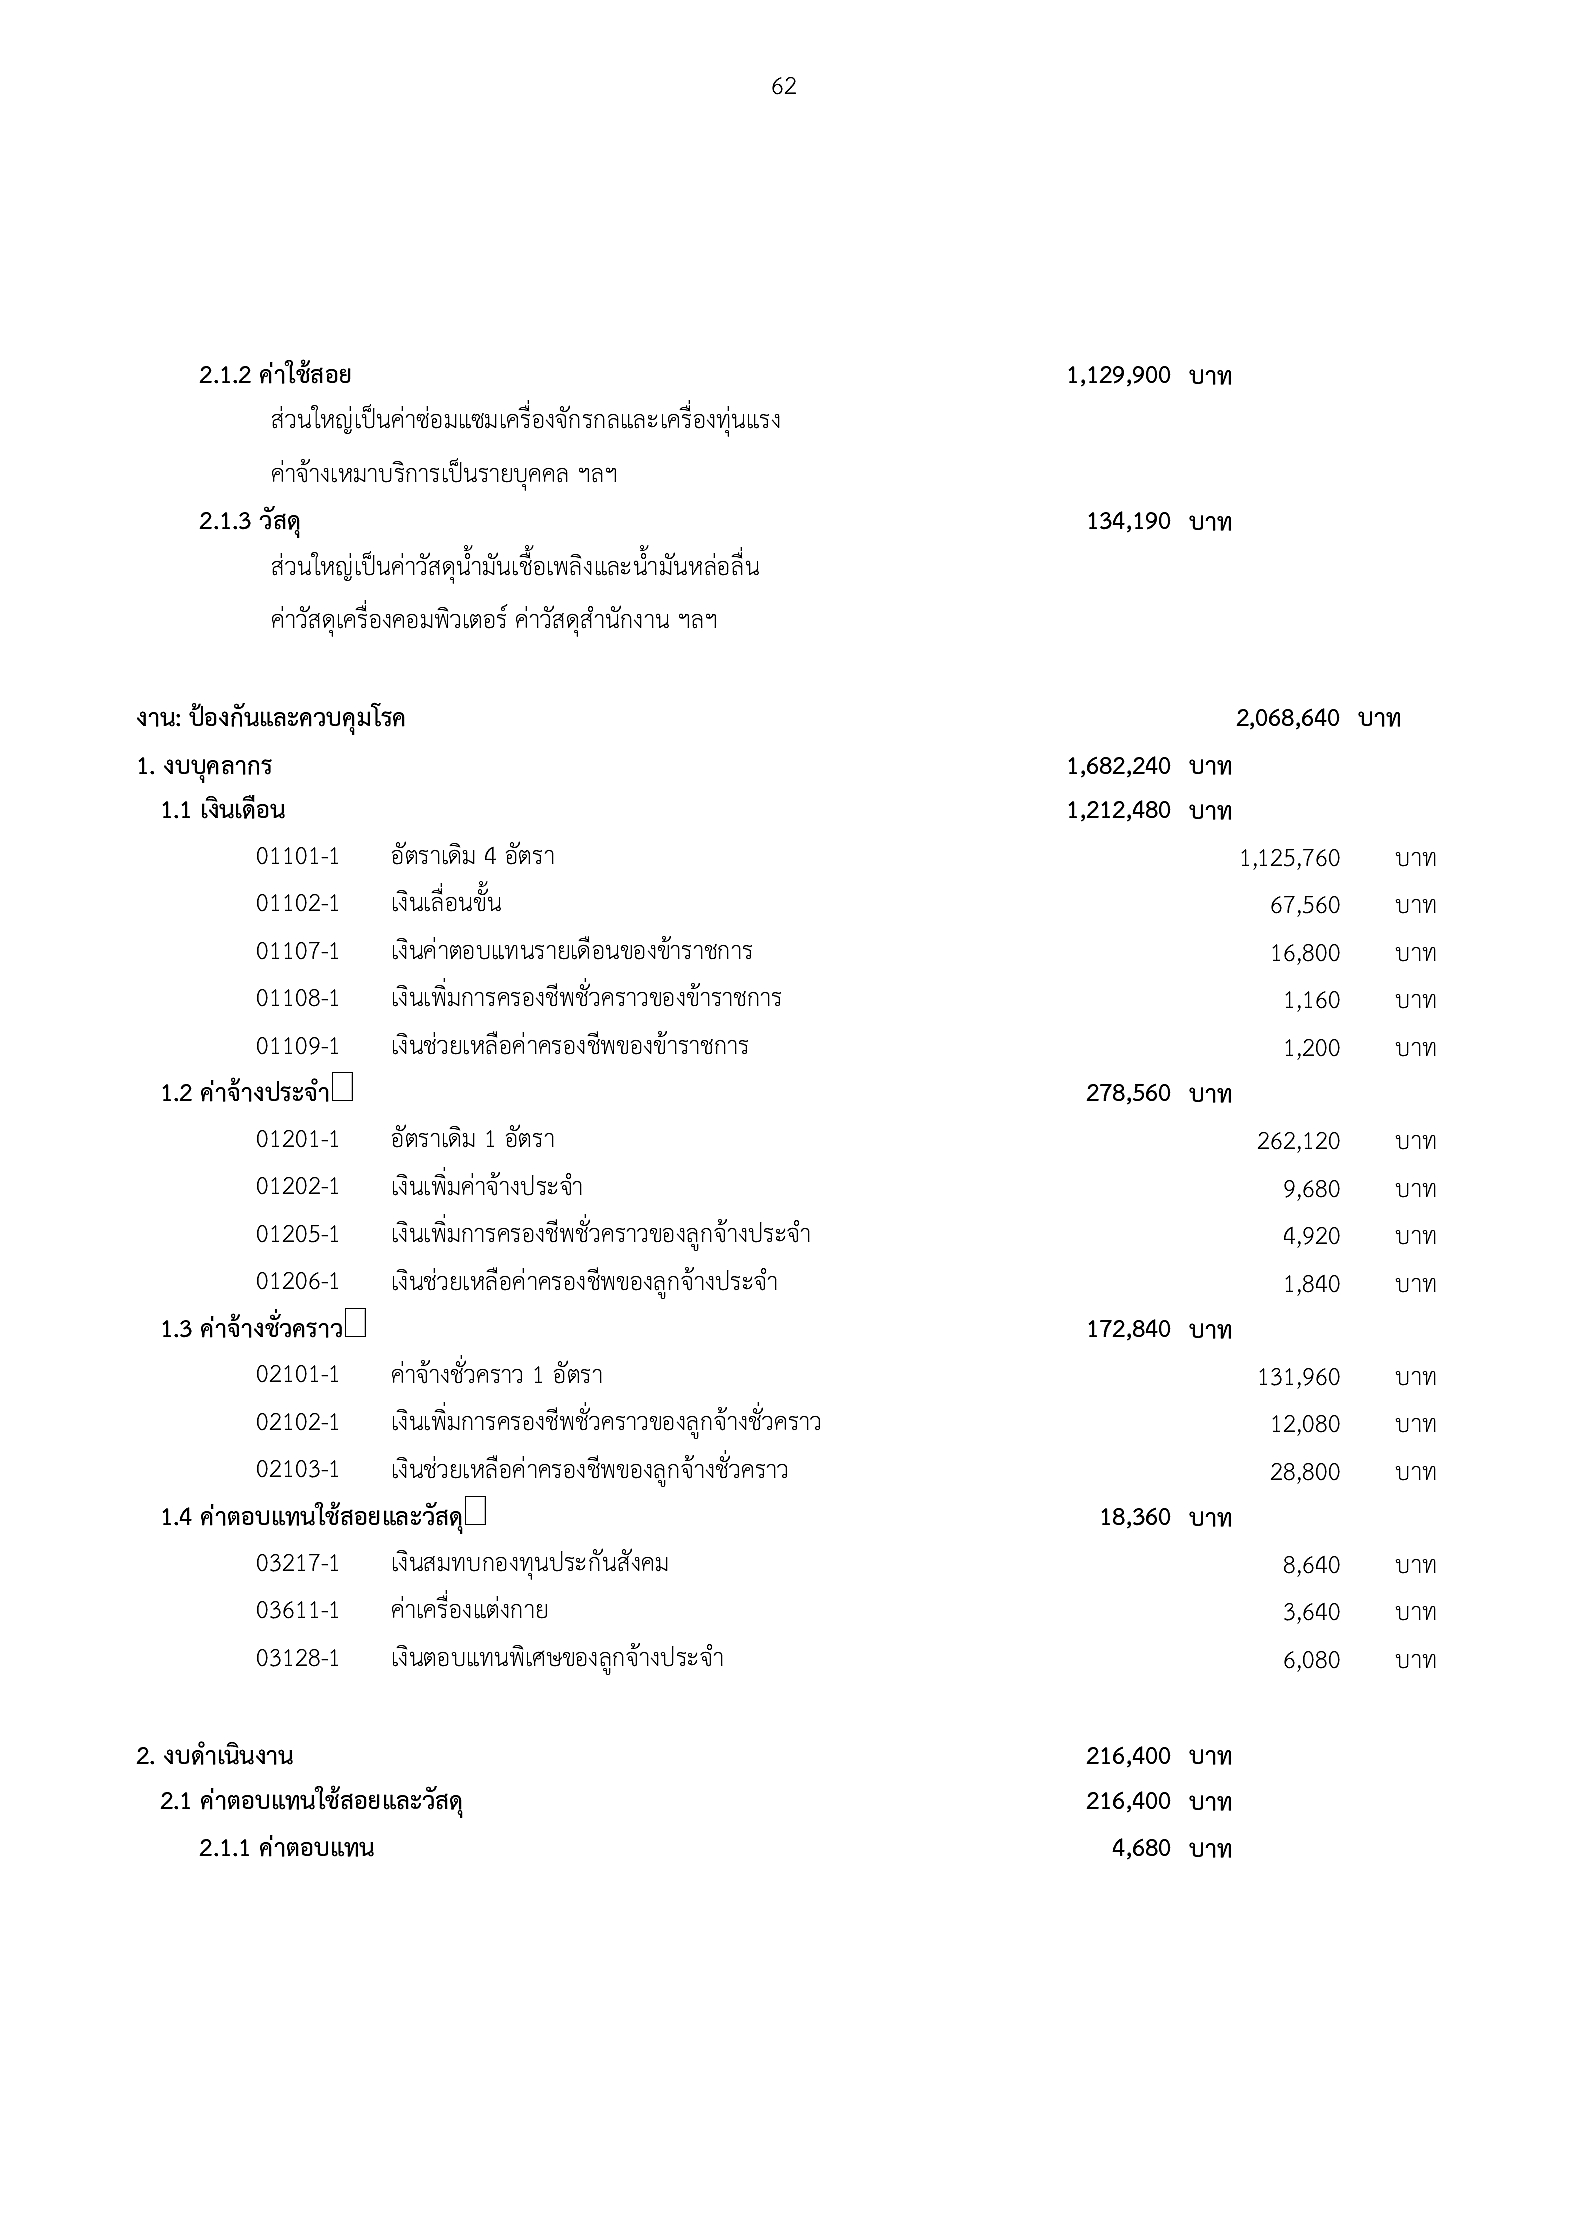 62
2.1.2 ค่าใช้สอย 1,129,900 บาท
ส่วนใหญ่เป็นค่าซ่อมแซมเครื่องจักรกลและเครื่องทุ่นแรง
ค่าจ้างเหมาบริการเป็นรายบุคคล ฯลฯ
2.1.3 วัสดุ 134,190 บาท
ส่วนใหญ่เป็นค่าวัสดุน้ำมันเชื้อเพลิงและน้ำมันหล่อลื่น
ค่าวัสดุเครื่องคอมพิวเตอร์ ค่าวัสดุสำนักงาน ฯลฯ
งาน: ป้องกันและควบคุมโรค 2,068,640 บาท
1. งบบุคลากร 1,682,240 บาท
1.1 เงินเดือน 1,212,480 บาท
01101-1 อัตราเดิม 4 อัตรา 1,125,760 บาท
01102-1 เงินเลื่อนขั้น 67,560 บาท
01107-1 เงินค่าตอบแทนรายเดือนของข้าราชการ 16,800 บาท
01108-1 เงินเพิ่มการครองชีพชั่วคราวของข้าราชการ 1,160 บาท
01109-1 เงินช่วยเหลือค่าครองชีพของข้าราชการ 1,200 บาท
1.2 ค่าจ้างประจำ 278,560 บาท
01201-1 อัตราเดิม 1 อัตรา 262,120 บาท
01202-1 เงินเพิ่มค่าจ้างประจำ 9,680 บาท
01205-1 เงินเพิ่มการครองชีพชั่วคราวของลูกจ้างประจำ 4,920 บาท
01206-1 เงินช่วยเหลือค่าครองชีพของลูกจ้างประจำ 1,840 บาท
1.3 ค่าจ้างชั่วคราว 172,840 บาท
02101-1 ค่าจ้างชั่วคราว 1 อัตรา 131,960 บาท
02102-1 เงินเพิ่มการครองชีพชั่วคราวของลูกจ้างชั่วคราว 12,080 บาท
02103-1 เงินช่วยเหลือค่าครองชีพของลูกจ้างชั่วคราว 28,800 บาท
1.4 ค่าตอบแทนใช้สอยและวัสดุ 18,360 บาท
03217-1 เงินสมทบกองทุนประกันสังคม 8,640 บาท
03611-1 ค่าเครื่องแต่งกาย 3,640 บาท
03128-1 เงินตอบแทนพิเศษของลูกจ้างประจำ 6,080 บาท
2. งบดำเนินงาน 216,400 บาท
2.1 ค่าตอบแทนใช้สอยและวัสดุ 216,400 บาท
2.1.1 ค่าตอบแทน 4,680 บาท